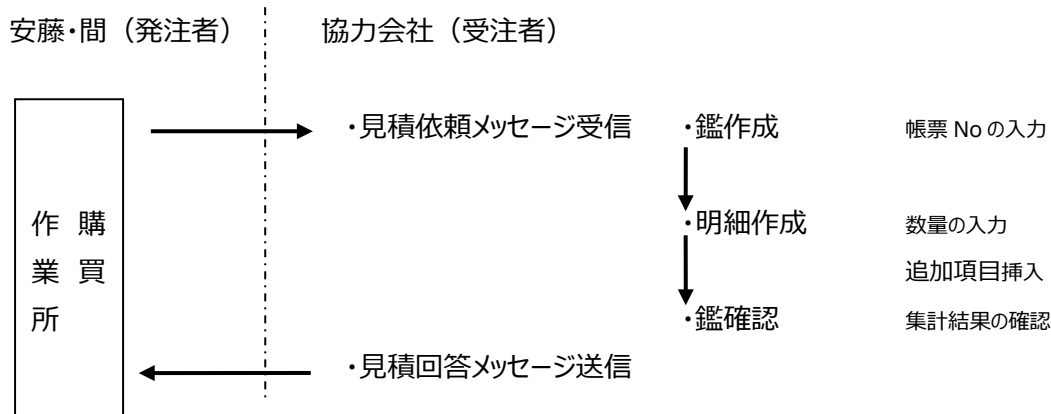 安藤・間（発注者）
協力会社（受注者）
・見積依頼メッセージ受信
・鑑作成
帳票 No の入力
購買
作業所
・明細作成
数量の入力
追加項目挿入
・鑑確認
集計結果の確認
・見積回答メッセージ送信